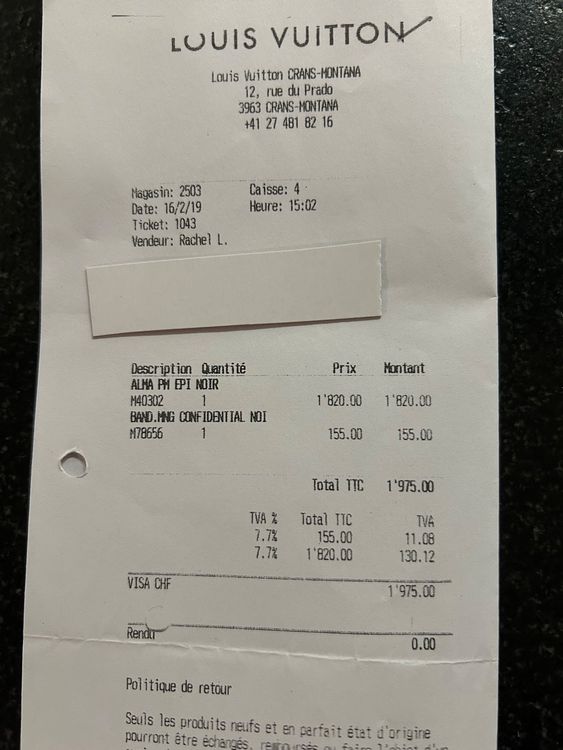 LOUIS VUITTON
Louis Vuitton CRANS-MONTANA
12, rue du Prado
3963 CRANS-MONTANA
+41 27 481 82 16
Magasin: 2503 Caisse: 4
Date: 16/2/19 Heure: 15:02
Ticket: 1043
Vendeur: Rachel L.
Description Quantité Prix Montant
ALMA PM EPI NOIR
M40302 1 1'820.00 1'820.00
BAND.MNG CONFIDENTIAL NOI
M78656 1 155.00 155.00
Total TTC 1'975.00
TVA % Total TTC TVA
7.7% 155.00 11.08
7.7% 1'820.00 130.12
VISA CHF 1'975.00
Rendu 0.00
Politique de retour
Seuls les produits neufs et en parfait état d'origine
pourront être échangés, remboursés ou faire l'objet d'un